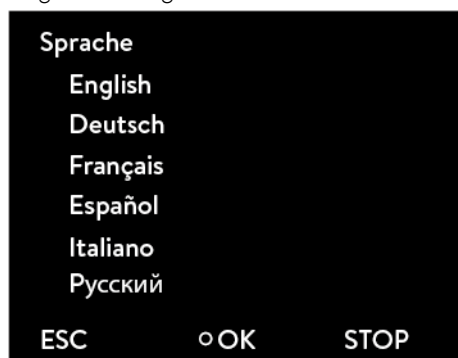 Sprache
English
Deutsch
Français
Español
Italiano
Русский
ESC OK STOP